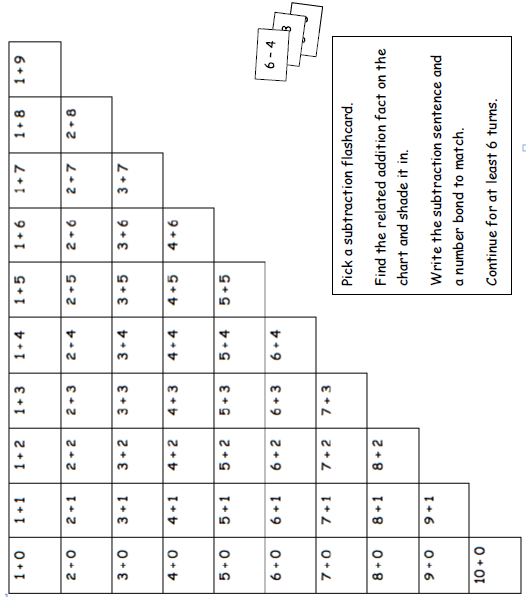 1 + 0 1 + 1 1 + 2 1 + 3 1 + 4 1 + 5 1 + 6 1 + 7 1 + 8 1 + 9
2 + 0 2 + 1 2 + 2 2 + 3 2 + 4 2 + 5 2 + 6 2 + 7 2 + 8
3 + 0 3 + 1 3 + 2 3 + 3 3 + 4 3 + 5 3 + 6 3 + 7
4 + 0 4 + 1 4 + 2 4 + 3 4 + 4 4 + 5 4 + 6
5 + 0 5 + 1 5 + 2 5 + 3 5 + 4 5 + 5
6 + 0 6 + 1 6 + 2 6 + 3 6 + 4
7 + 0 7 + 1 7 + 2 7 + 3
8 + 0 8 + 1 8 + 2
9 + 0 9 + 1
10 + 0
6 - 4
Pick a subtraction flashcard.
Find the related addition fact on the
chart and shade it in.
Write the subtraction sentence and
a number bond to match.
Continue for at least 6 turns.